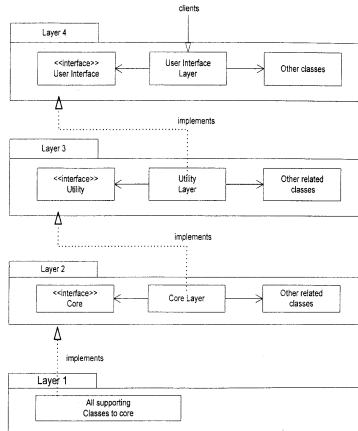 clients
Layer 4
<<interface>>
User Interface
User Interface
Layer
Other classes
implements
Layer 3
<<interface>>
Utility
Utility
Layer
Other related
classes
implements
Layer 2
<<interface>>
Core
Core Layer
Other related
classes
implements
Layer 1
All supporting
Classes to core